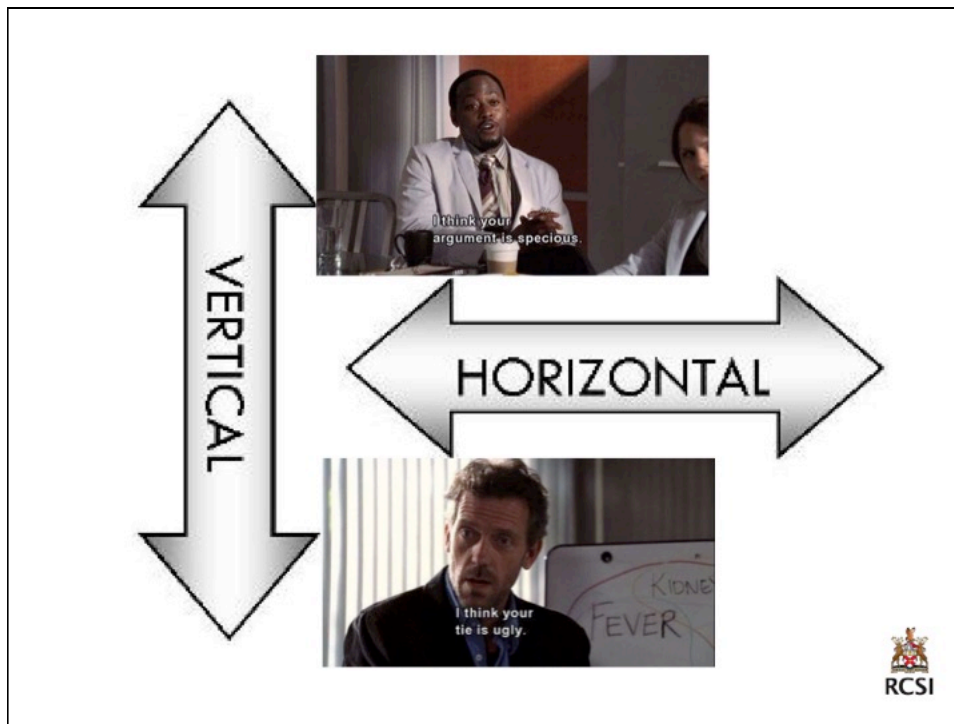 I think your
argument is specious.
VERTICAL
HORIZONTAL
KIDNEY
FEVER
I think your
tie is ugly.
RCSI